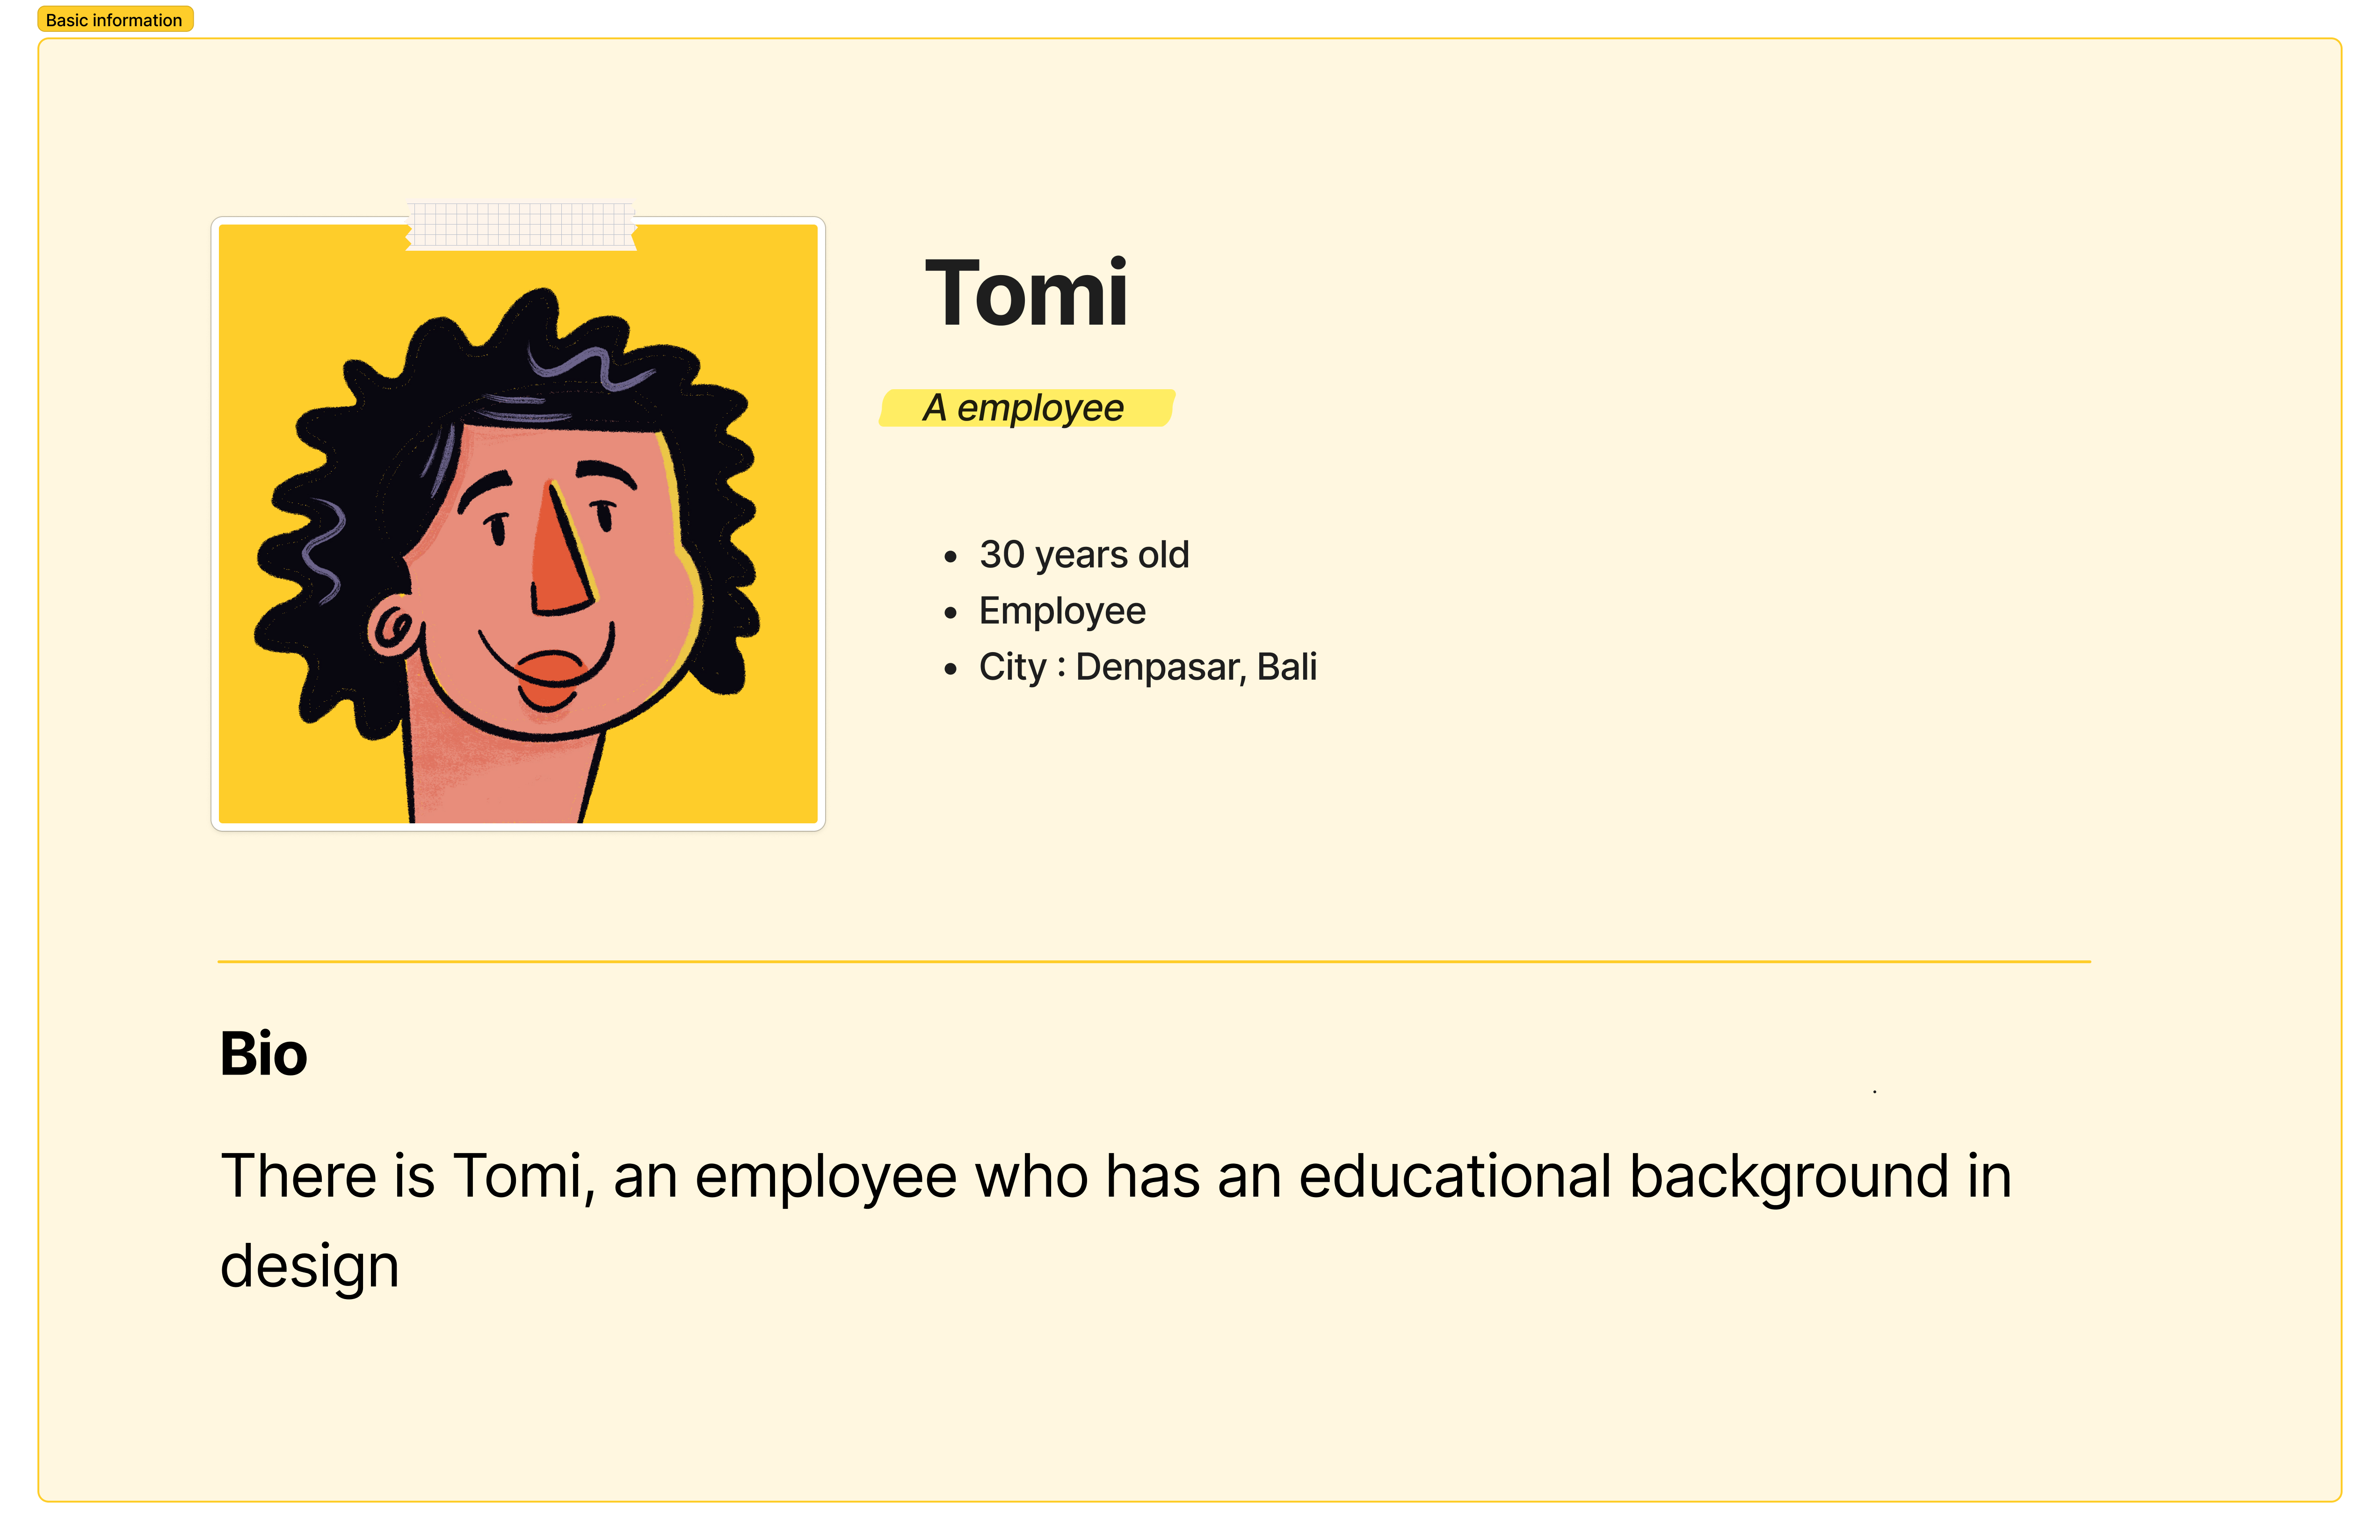 Basic information
Tomi
A employee
• 30 years old
• Employee
• City : Denpasar, Bali
Bio
There is Tomi, an employee who has an educational background in
design